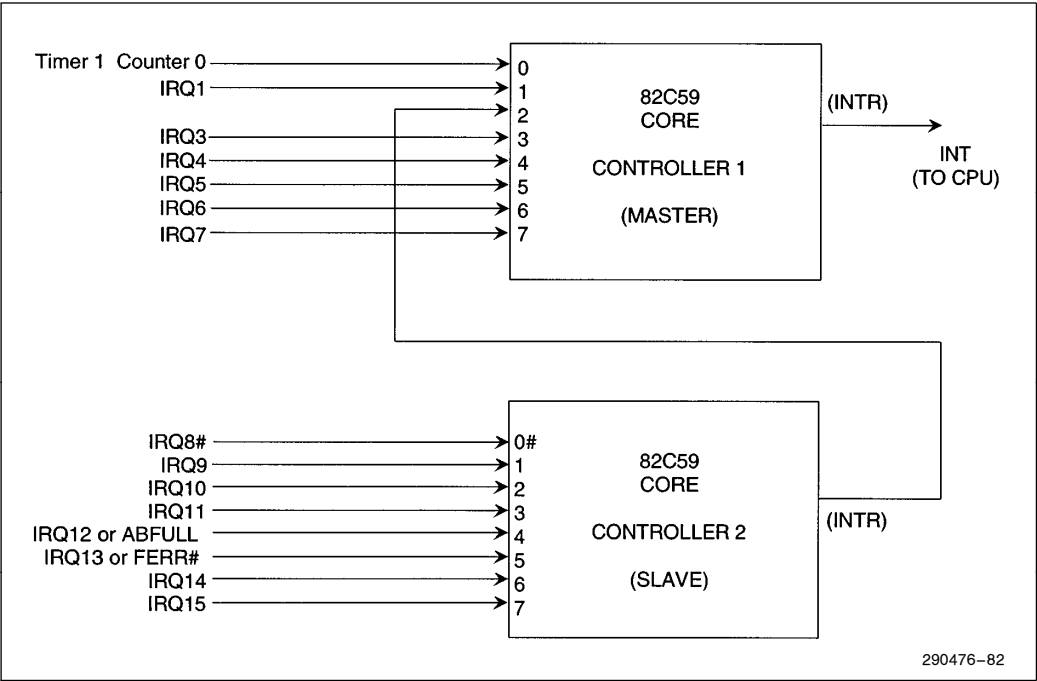 Timer 1 Counter 0
IRQ1
IRQ3
IRQ4
IRQ5
IRQ6
IRQ7
0
1
2
3
4
5
6
7
82C59
CORE
CONTROLLER 1
(MASTER)
(INTR)
INT
(TO CPU)
IRQ8#
IRQ9
IRQ10
IRQ11
IRQ12 or ABFULL
IRQ13 or FERR#
IRQ14
IRQ15
0#
1
2
3
4
5
6
7
82C59
CORE
CONTROLLER 2
(SLAVE)
(INTR)
290476–82